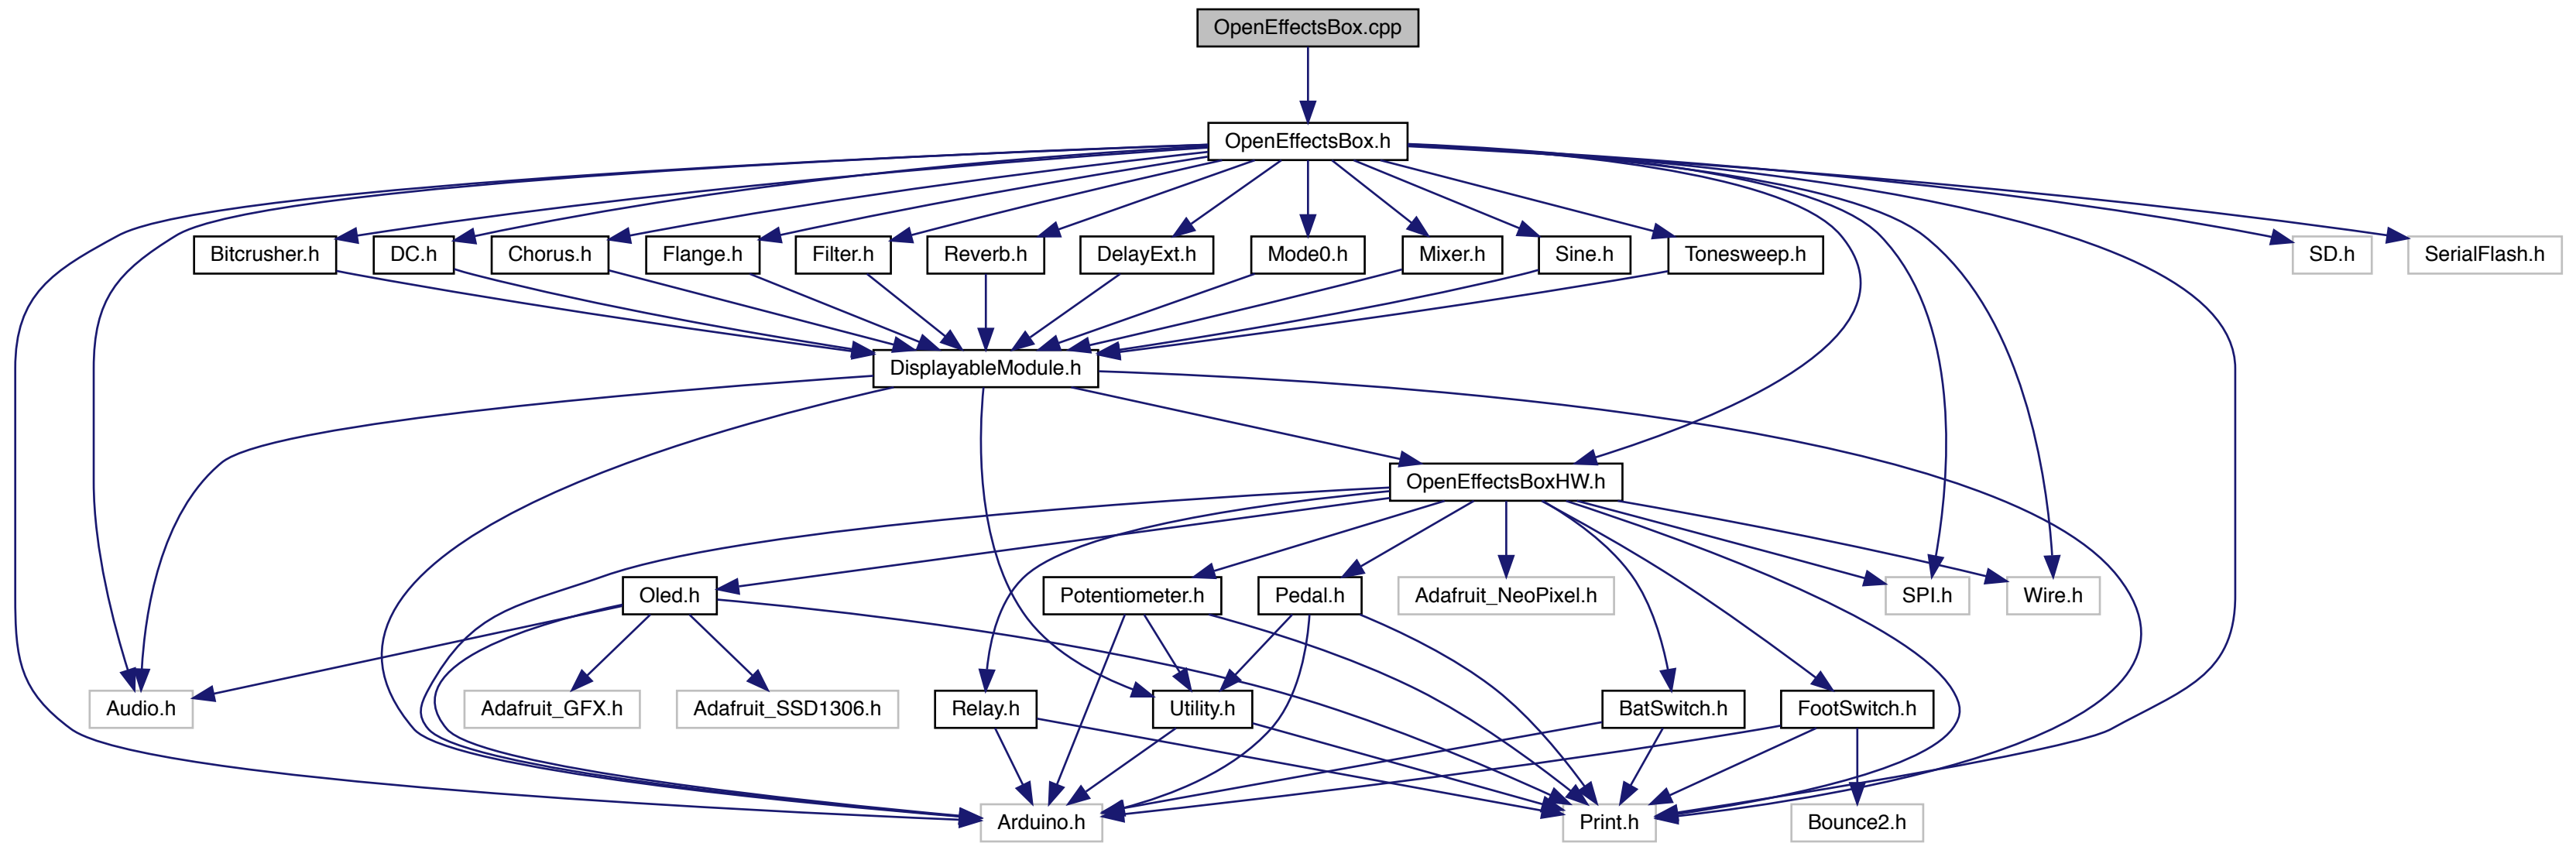 OpenEffectsBox.cpp
OpenEffectsBox.h
Bitcrusher.h
DC.h
Chorus.h
Flange.h
Filter.h
Reverb.h
DelayExt.h
Mode0.h
Mixer.h
Sine.h
Tonesweep.h
SD.h
SerialFlash.h
DisplayableModule.h
OpenEffectsBoxHW.h
Oled.h
Potentiometer.h
Pedal.h
Adafruit_NeoPixel.h
SPI.h
Wire.h
Audio.h
Adafruit_GFX.h
Adafruit_SSD1306.h
Relay.h
Utility.h
BatSwitch.h
FootSwitch.h
Arduino.h
Print.h
Bounce2.h